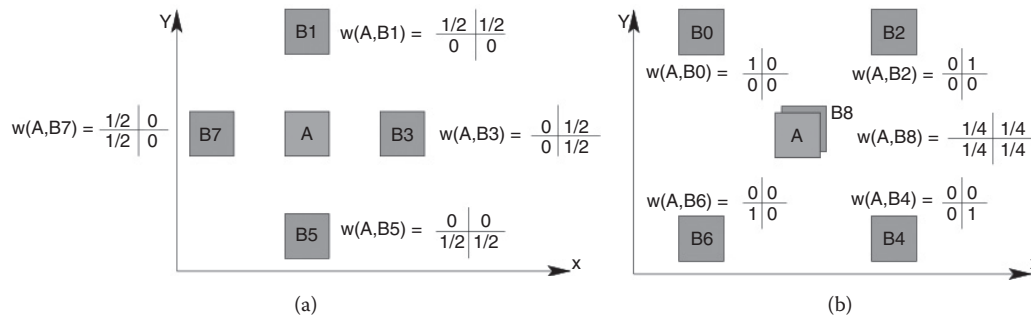 Y
B1
w(A,B1) = 1/2 1/2
0 0
w(A,B7) = 1/2 0
1/2 0
B7
A
B3
w(A,B3) = 0 1/2
0 1/2
B5
w(A,B5) = 0 0
1/2 1/2
x
(a)
Y
B0
B2
w(A,B0) = 1 0
0 0
w(A,B2) = 0 1
0 0
A
B8
w(A,B8) = 1/4 1/4
1/4 1/4
w(A,B6) = 0 0
1 0
w(A,B4) = 0 0
0 1
B6
B4
(b)